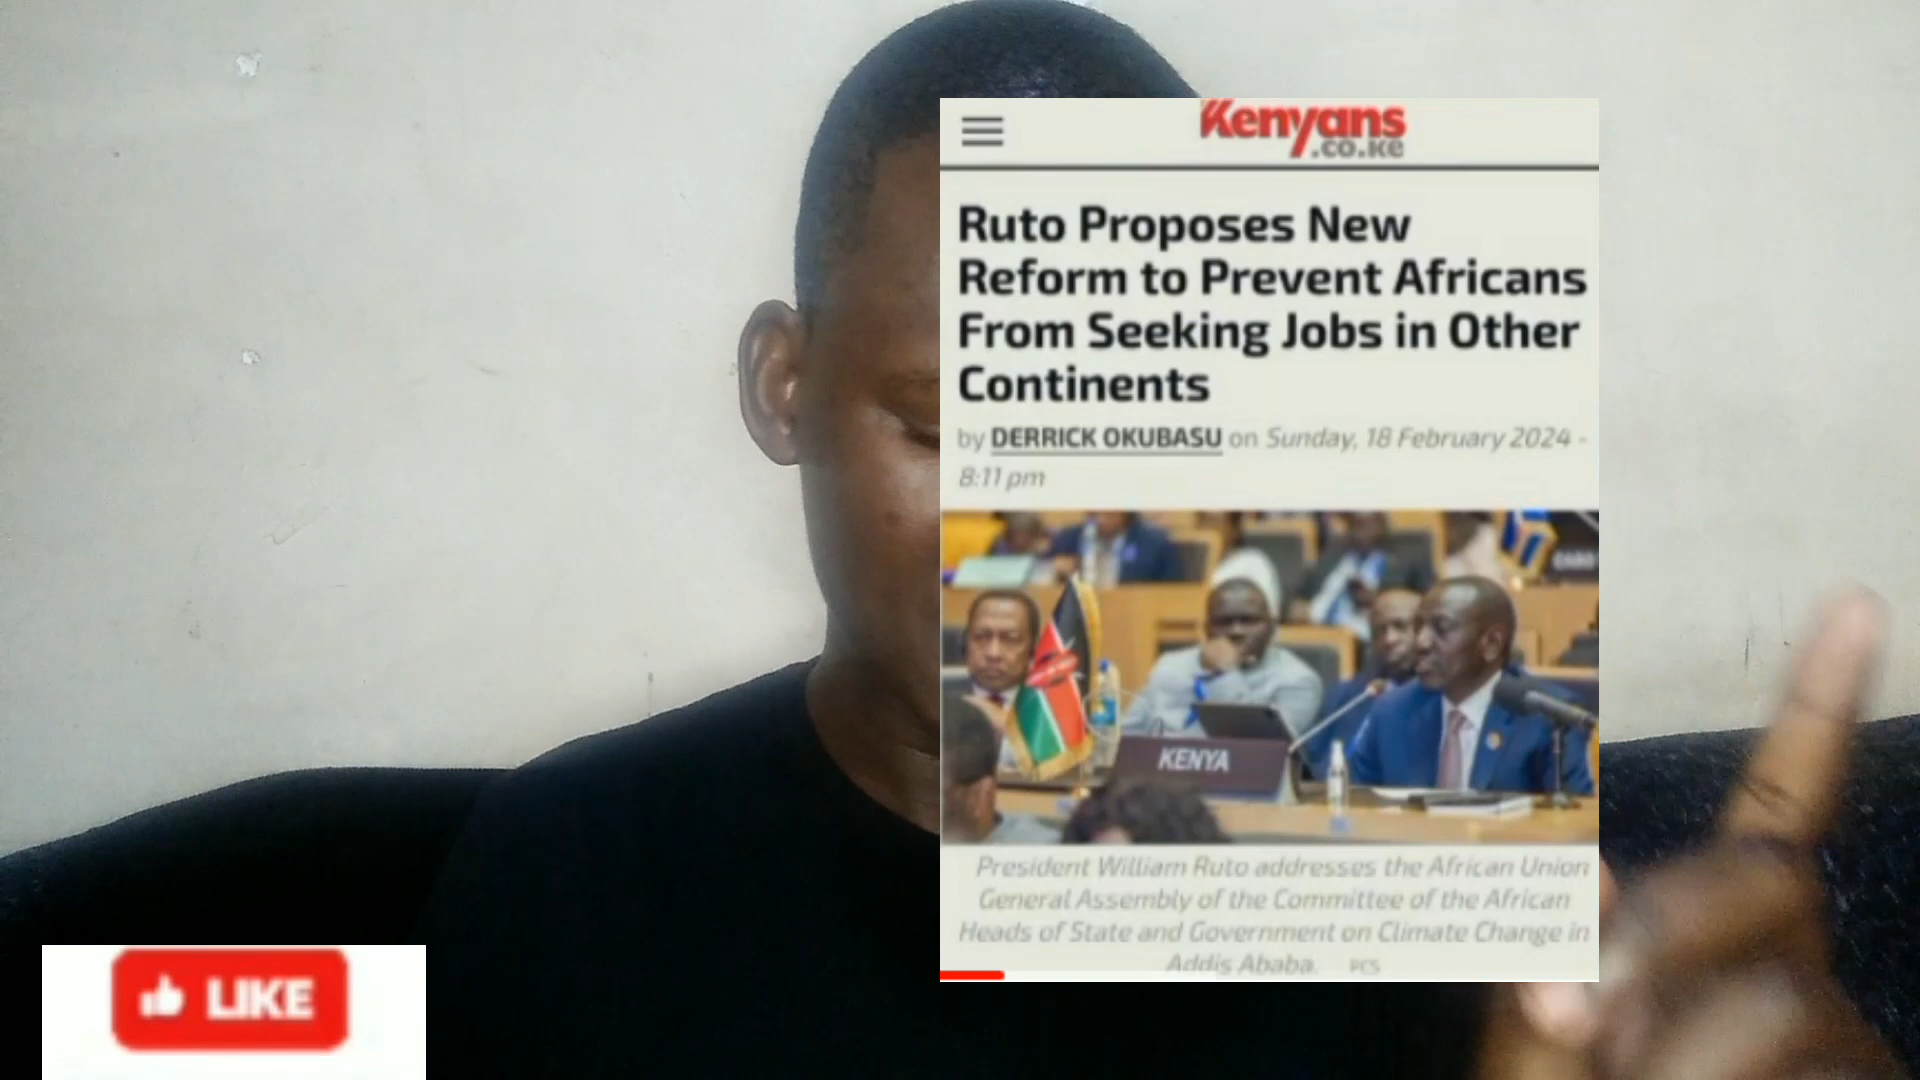 Kenyans
.co.ke
Ruto Proposes New
Reform to Prevent Africans
From Seeking Jobs in Other
Continents
by DERRICK OKUBASU on Sunday, 18 February 2024 -
8:11 pm
KENYA
President William Ruto addresses the African Union
General Assembly of the Committee of the African
Heads of State and Government on Climate Change in
Addis Ababa. PCS
LIKE